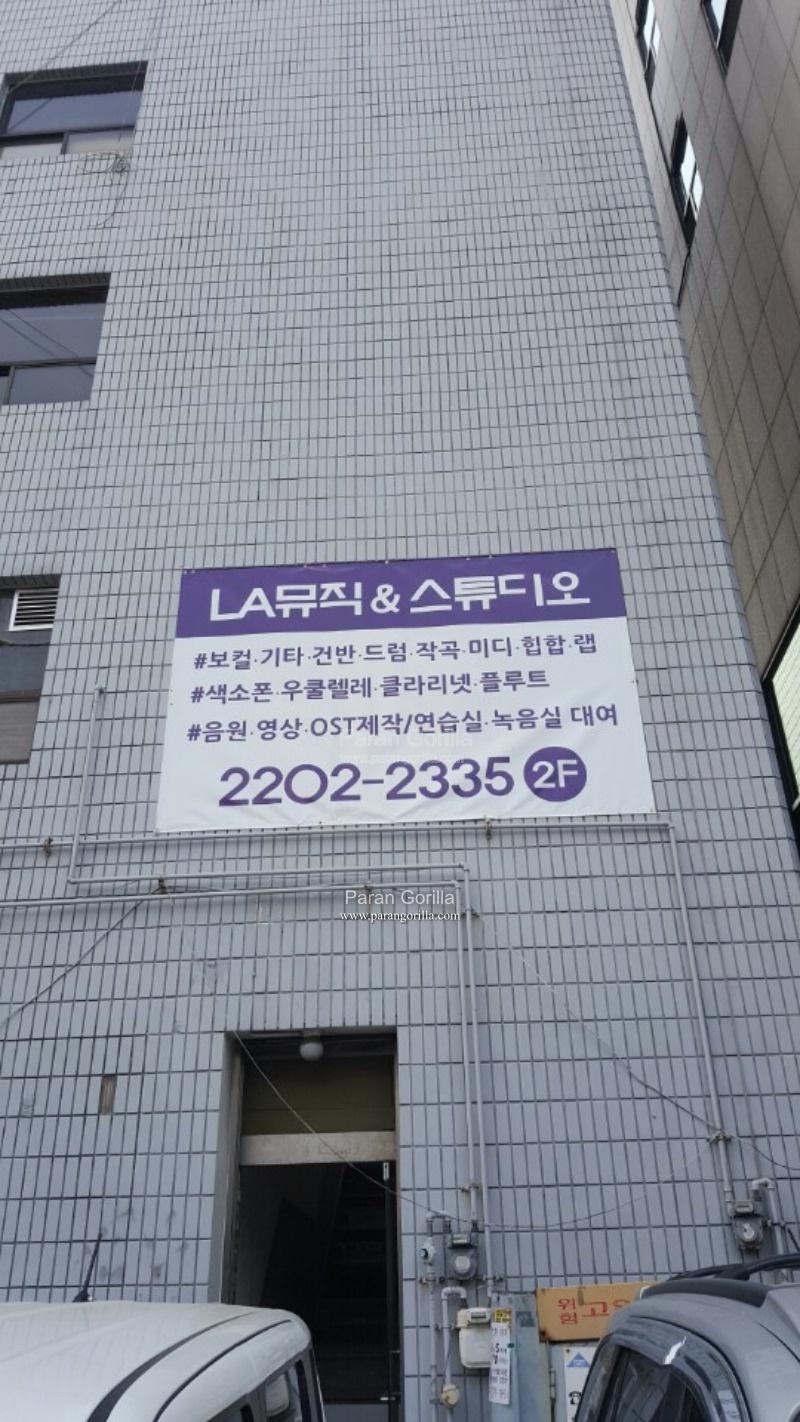 LA뮤직 & 스튜디오
#보컬·기타·건반·드럼·작곡·미디·힙합·랩
#색소폰·우쿨렐레·클라리넷·플루트
#음원·영상·OST제작/연습실·녹음실 대여
2202-2335 2F
Paran Gorilla
www.parangorilla.com
위험 고